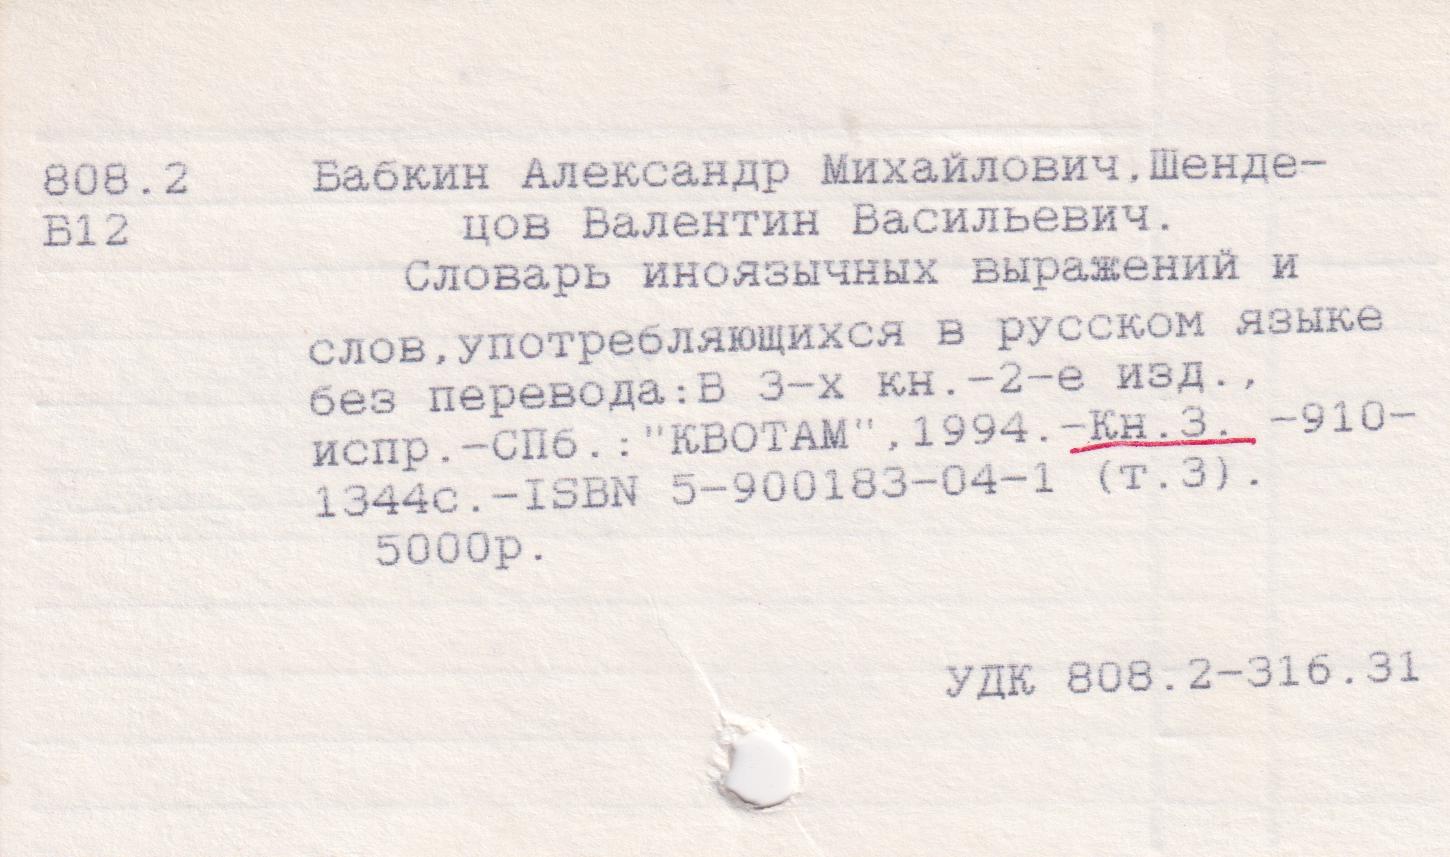 808.2 Бабкин Александр Михайлович,Шенде-
Б12 цов Валентин Васильевич.
Словарь иноязычных выражений и
слов,употребляющихся в русском языке
без перевода:В 3-х кн.-2-е изд.,
испр.-СПб.:"КВОТАМ",1994.-Кн.3. -910-
1344с.-ISBN 5-900183-04-1 (т.3).
5000р.
УДК 808.2-316.31